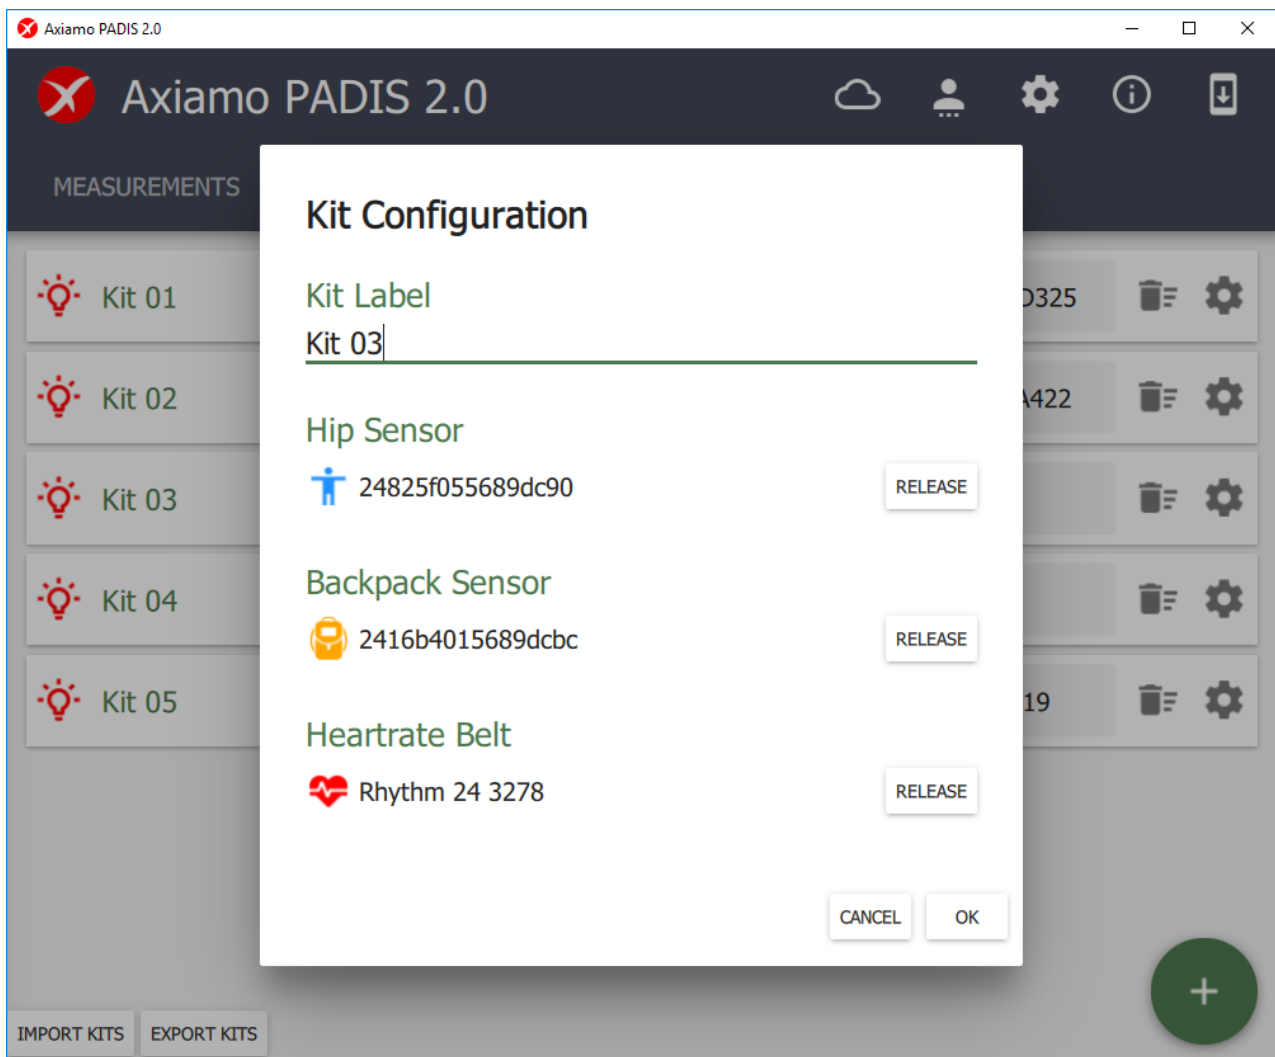 Axiamo PADIS 2.0
Axiamo PADIS 2.0
MEASUREMENTS
Kit Configuration
Kit Label
Kit 03
Hip Sensor
24825f055689dc90
RELEASE
Backpack Sensor
2416b4015689dcbc
RELEASE
Heartrate Belt
Rhythm 24 3278
RELEASE
CANCEL
OK
Kit 01
D325
Kit 02
A422
Kit 03
Kit 04
Kit 05
19
IMPORT KITS
EXPORT KITS